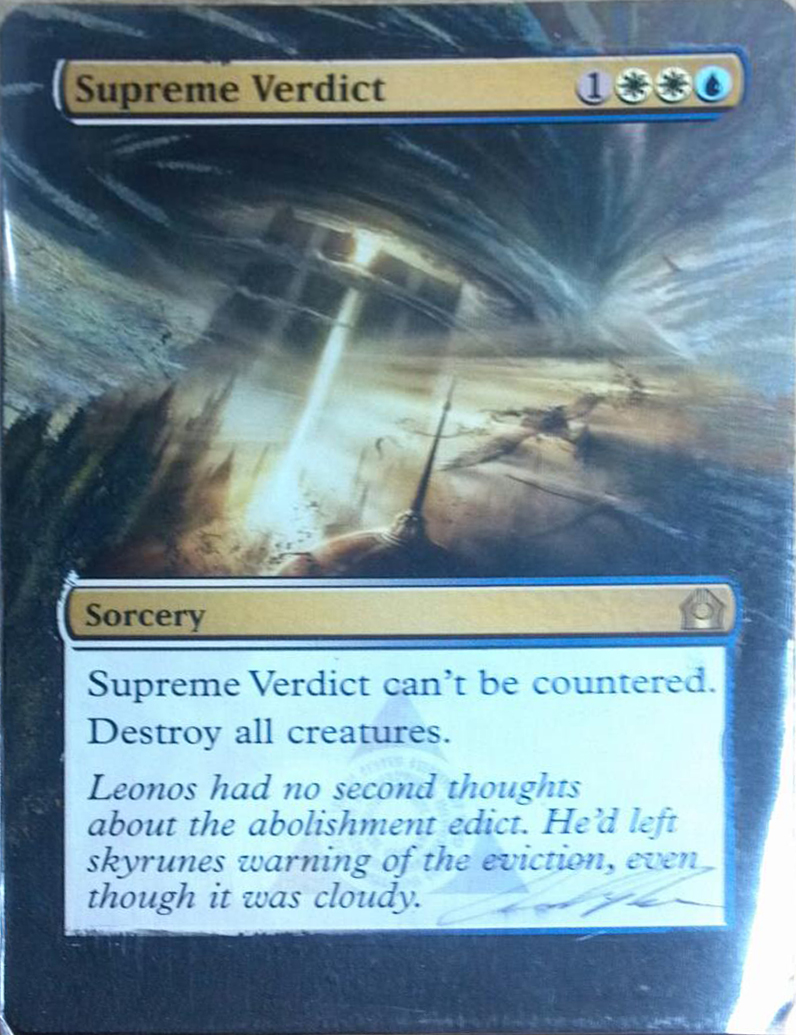 Supreme Verdict 1
Sorcery
Supreme Verdict can't be countered.
Destroy all creatures.
Leonos had no second thoughts
about the abolishment edict. He'd left
skyrunes warning of the eviction, even
though it was cloudy.